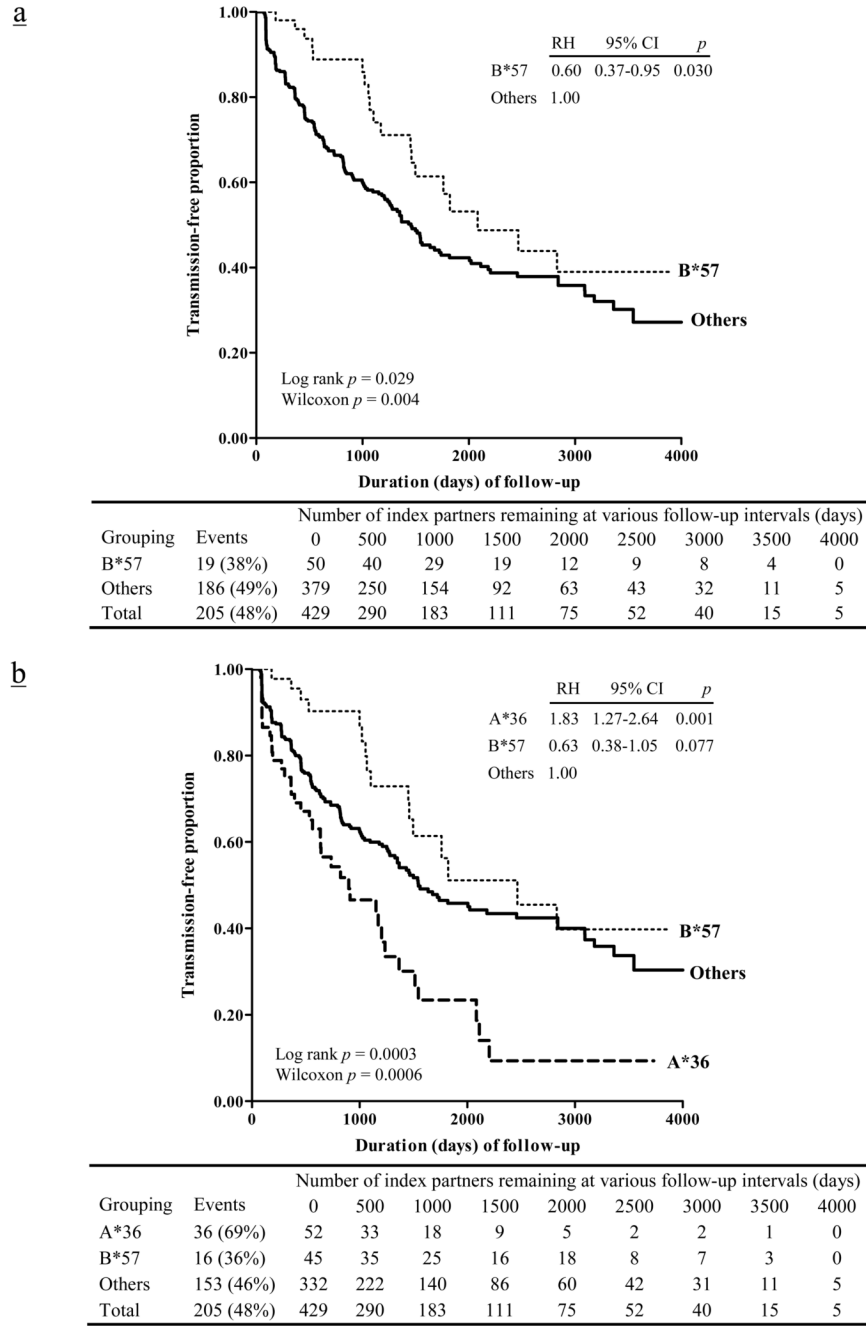 a
1.00
0.80
0.60
0.40
0.20
0.00
Transmission-free proportion
RH 95% CI p
B*57 0.60 0.37-0.95 0.030
Others 1.00
B*57
Others
Log rank p = 0.029
Wilcoxon p = 0.004
0 1000 2000 3000 4000
Duration (days) of follow-up
Number of index partners remaining at various follow-up intervals (days)
Grouping Events 0 500 1000 1500 2000 2500 3000 3500 4000
B*57 19 (38%) 50 40 29 19 12 9 8 4 0
Others 186 (49%) 379 250 154 92 63 43 32 11 5
Total 205 (48%) 429 290 183 111 75 52 40 15 5
b
1.00
0.80
0.60
0.40
0.20
0.00
Transmission-free proportion
RH 95% CI p
A*36 1.83 1.27-2.64 0.001
B*57 0.63 0.38-1.05 0.077
Others 1.00
B*57
Others
A*36
Log rank p = 0.0003
Wilcoxon p = 0.0006
0 1000 2000 3000 4000
Duration (days) of follow-up
Number of index partners remaining at various follow-up intervals (days)
Grouping Events 0 500 1000 1500 2000 2500 3000 3500 4000
A*36 36 (69%) 52 33 18 9 5 2 2 1 0
B*57 16 (36%) 45 35 25 16 18 8 7 3 0
Others 153 (46%) 332 222 140 86 60 42 31 11 5
Total 205 (48%) 429 290 183 111 75 52 40 15 5